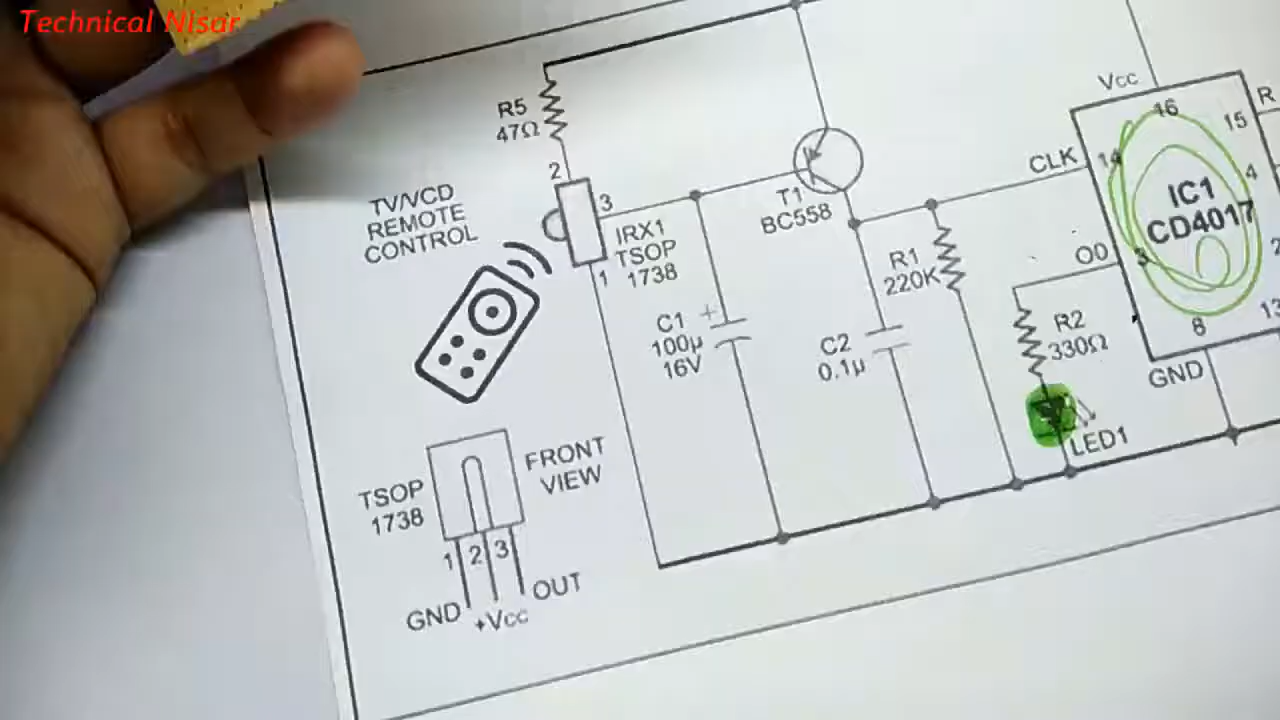 Technical Nisar
R5
47Ω
2
3
TV/VCD
REMOTE
CONTROL
IRX1
TSOP
1738
1
C1
100µ
16V
+
T1
BC558
C2
0.1µ
R1
220K
CLK
Vcc
16
15
R
14
4
IC1
CD4017
O0
3
2
R2
330Ω
8
13
GND
LED1
TSOP
1738
FRONT
VIEW
1 2 3
GND
+Vcc
OUT